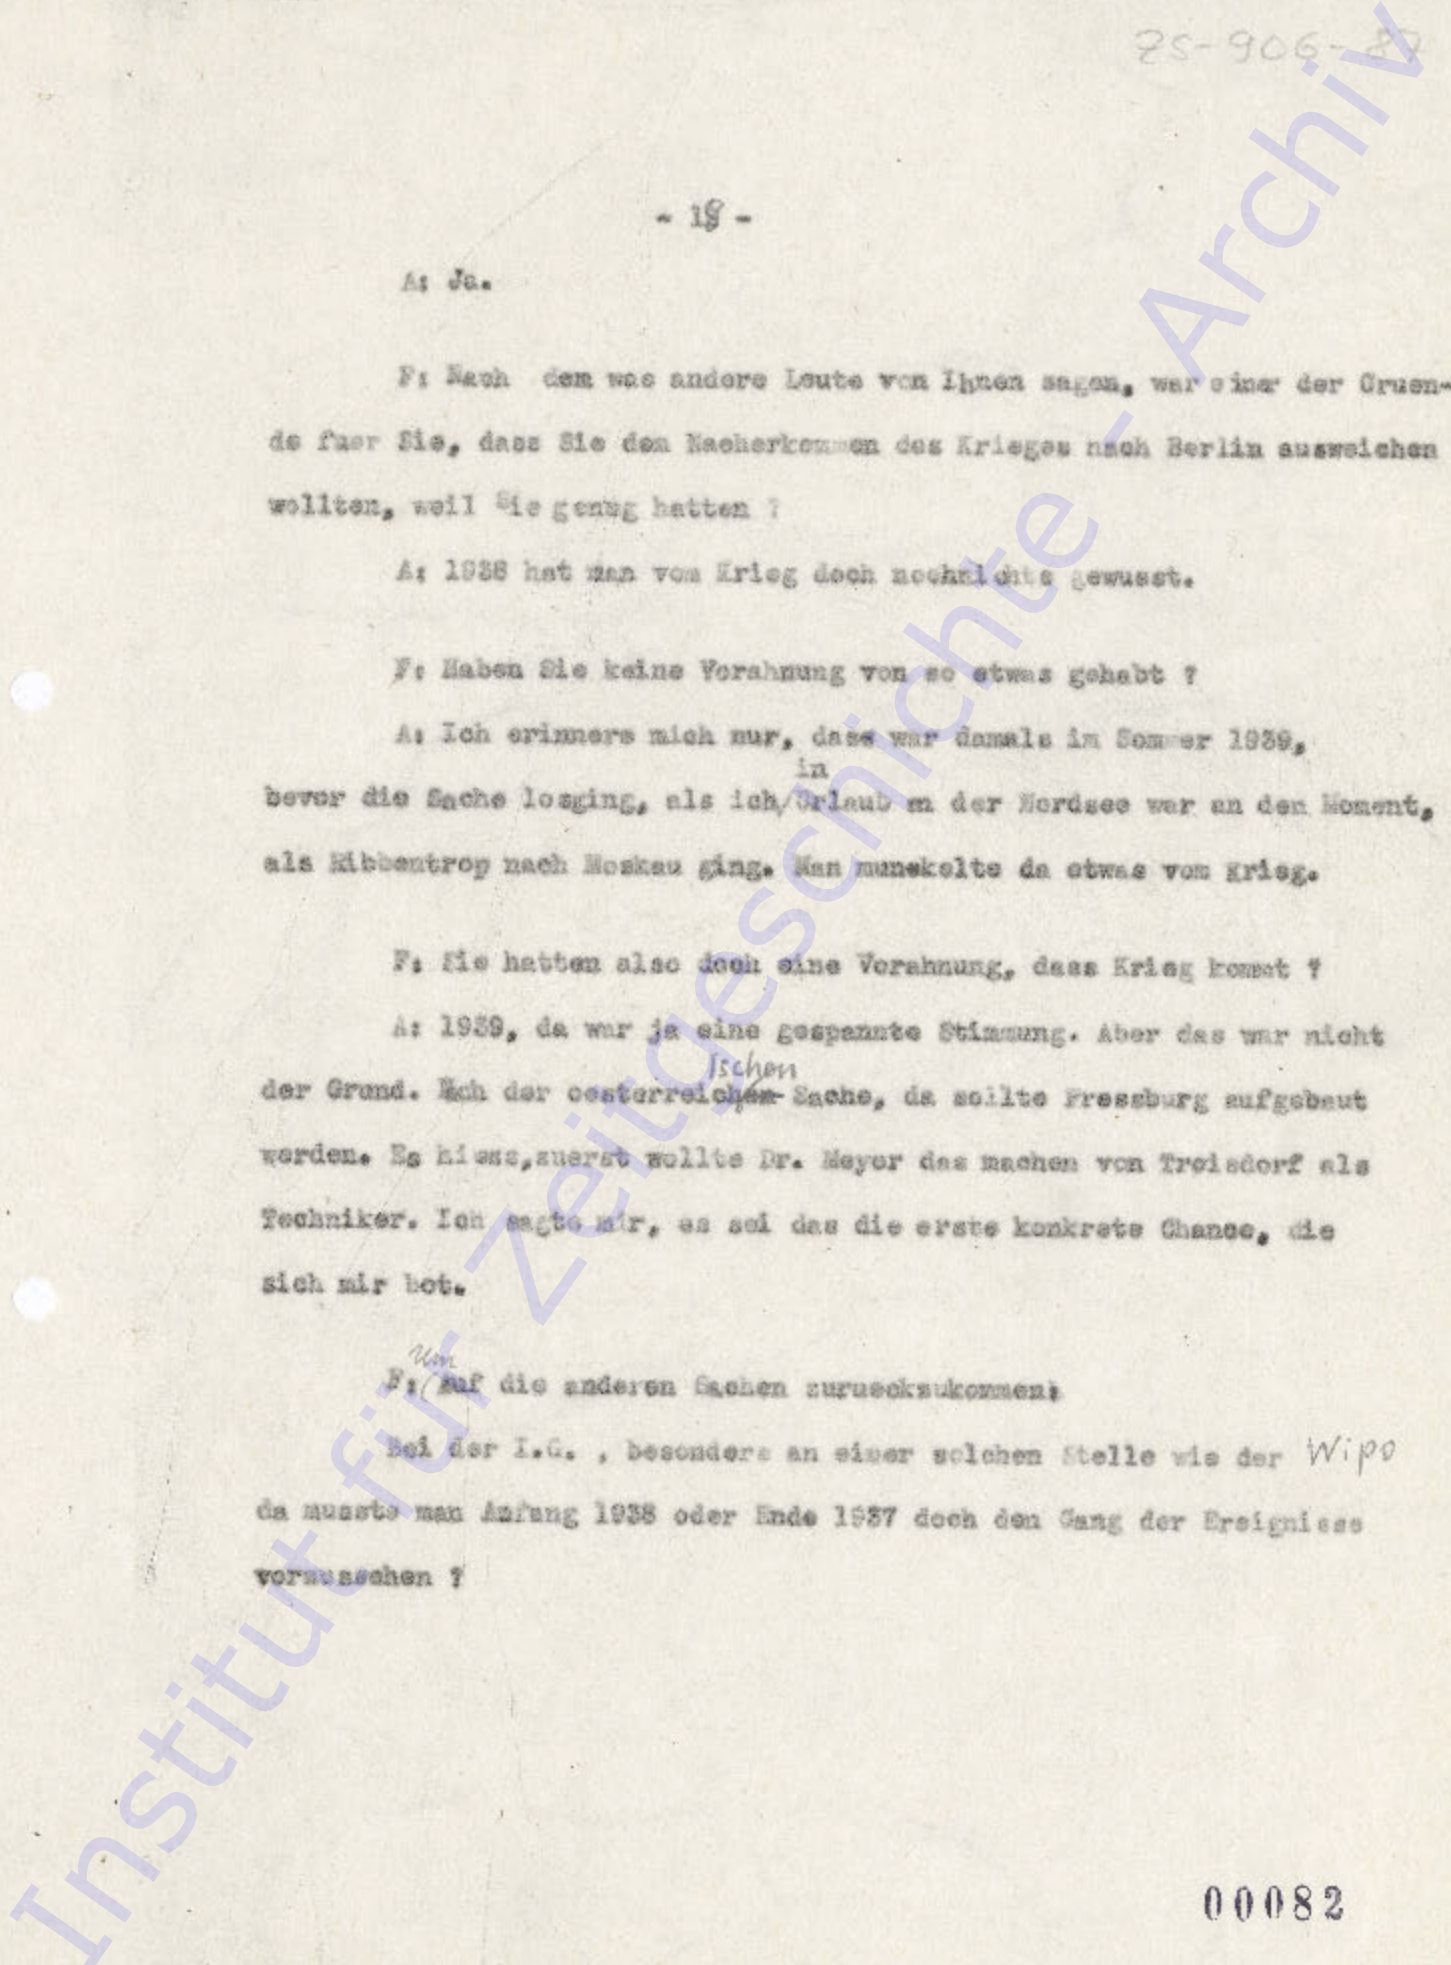 ZS-906-87
- 18 -
A: Ja.
F: Nach dem was andere Leute von Ihnen sagen, war einer der Gruen-
de fuer Sie, dass Sie dem Naeherkommen des Krieges nach Berlin ausweichen
wollten, weil Sie genug hatten ?
A: 1938 hat man vom Krieg doch nochnichts gewusst.
F: Haben Sie keine Vorahnung von so etwas gehabt ?
A: Ich erinnere mich nur, dass war damals im Sommer 1939,
in
bevor die Sache losging, als ich/Urlaub an der Nordsee war an den Moment,
als Ribbentrop nach Moskau ging. Man munekelte da etwas vom Krieg.
F: Sie hatten also doch eine Vorahnung, dass Krieg kommt ?
A: 1939, da war ja eine gespannte Stimmung. Aber das war nicht
ischen
der Grund. Nach der oesterreichen Sache, da sollte Pressburg aufgebaut
werden. Es hiess,zuerst wollte Dr. Meyer das machen von Troisdorf als
Techniker. Ich sagte mir, es sei das die erste konkrete Chance, die
sich mir bot.
Um
F: auf die anderen Sachen zurueckzukommen:
Bei der I.G. , besonders an einer solchen Stelle wie der Wipo
da musste man Anfang 1938 oder Ende 1937 doch den Gang der Ereignisse
voraussehen ?
00082
Institut für Zeitgeschichte - Archiv